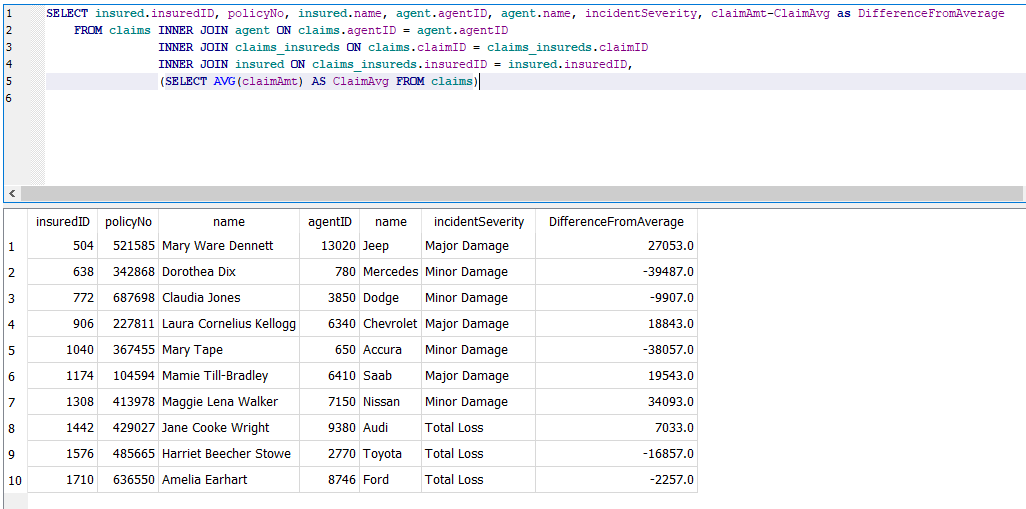 1 SELECT insured.insuredID, policyNo, insured.name, agent.agentID, agent.name, incidentSeverity, claimAmt-ClaimAvg as DifferenceFromAverage
2 FROM claims INNER JOIN agent ON claims.agentID = agent.agentID
3 INNER JOIN claims_insureds ON claims.claimID = claims_insureds.claimID
4 INNER JOIN insured ON claims_insureds.insuredID = insured.insuredID,
5 (SELECT AVG(claimAmt) AS ClaimAvg FROM claims)
6
insuredID policyNo name agentID name incidentSeverity DifferenceFromAverage
1 504 521585 Mary Ware Dennett 13020 Jeep Major Damage 27053.0
2 638 342868 Dorothea Dix 780 Mercedes Minor Damage -39487.0
3 772 687698 Claudia Jones 3850 Dodge Minor Damage -9907.0
4 906 227811 Laura Cornelius Kellogg 6340 Chevrolet Major Damage 18843.0
5 1040 367455 Mary Tape 650 Accura Minor Damage -38057.0
6 1174 104594 Mamie Till-Bradley 6410 Saab Major Damage 19543.0
7 1308 413978 Maggie Lena Walker 7150 Nissan Minor Damage 34093.0
8 1442 429027 Jane Cooke Wright 9380 Audi Total Loss 7033.0
9 1576 485665 Harriet Beecher Stowe 2770 Toyota Total Loss -16857.0
10 1710 636550 Amelia Earhart 8746 Ford Total Loss -2257.0